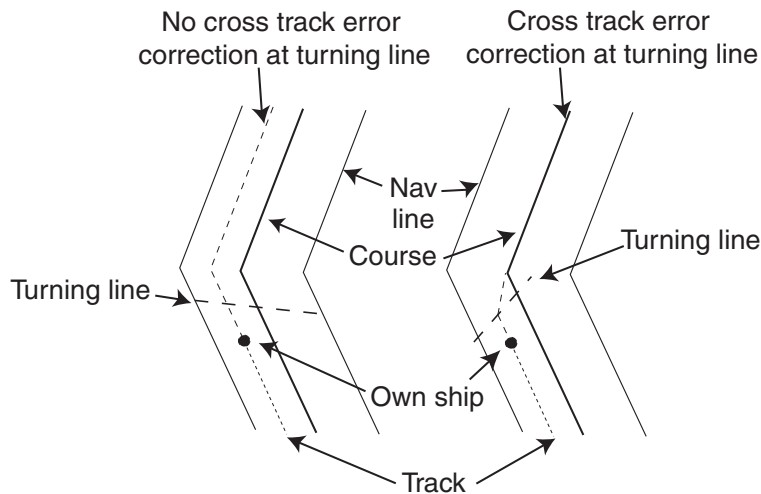 No cross track error
correction at turning line
Cross track error
correction at turning line
Nav
line
Course
Turning line
Turning line
Own ship
Track